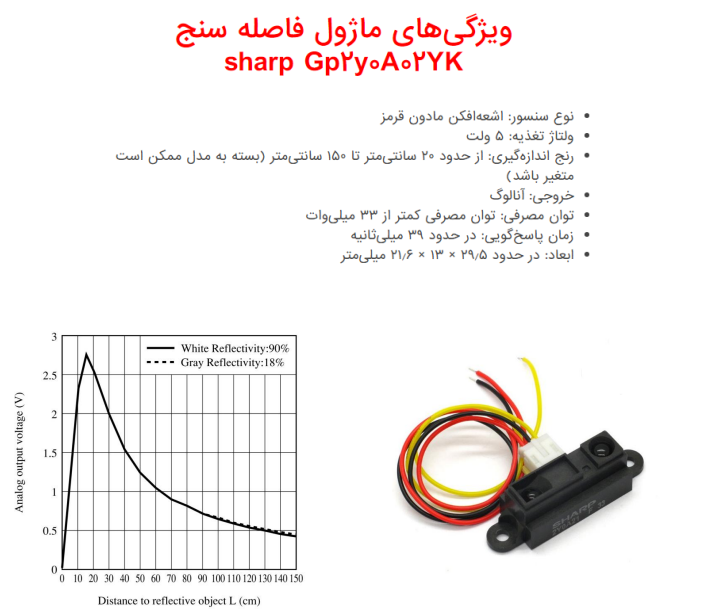 ویژگی‌های ماژول فاصله سنج
sharp Gp۲y۰A۰۲YK
نوع سنسور: اشعه‌افکن مادون قرمز
ولتاژ تغذیه: ۵ ولت
رنج اندازه‌گیری: از حدود ۲۰ سانتی‌متر تا ۱۵۰ سانتی‌متر (بسته به مدل ممکن است
متغیر باشد)
خروجی: آنالوگ
توان مصرفی: توان مصرفی کمتر از ۳۳ میلی‌وات
زمان پاسخ‌گویی: در حدود ۳۹ میلی‌ثانیه
ابعاد: در حدود ۲۹٫۵ × ۱۳ × ۲۱٫۶ میلی‌متر
White Reflectivity:90%
Gray Reflectivity:18%
Analog output voltage (V)
3
2.5
2
1.5
1
0.5
0
0 10 20 30 40 50 60 70 80 90 100 110 120 130 140 150
Distance to reflective object L (cm)
SHARP